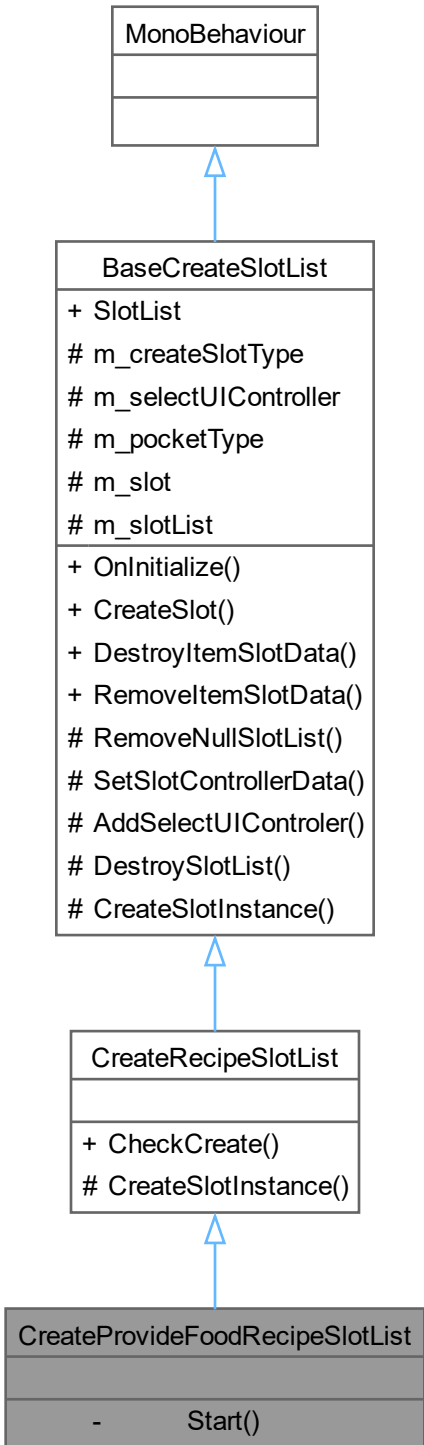 MonoBehaviour
BaseCreateSlotList
+ SlotList
# m_createSlotType
# m_selectUIController
# m_pocketType
# m_slot
# m_slotList
+ OnInitialize()
+ CreateSlot()
+ DestroyItemSlotData()
+ RemoveItemSlotData()
# RemoveNullSlotList()
# SetSlotControllerData()
# AddSelectUIControler()
# DestroySlotList()
# CreateSlotInstance()
CreateRecipeSlotList
+ CheckCreate()
# CreateSlotInstance()
CreateProvideFoodRecipeSlotList
- Start()